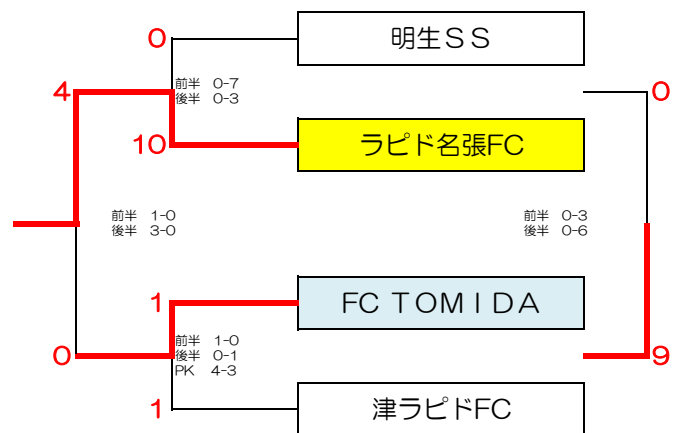 0
明生ＳＳ
4
前半 0-7
後半 0-3
0
10
ラピド名張FC
前半 1-0
後半 3-0
前半 0-3
後半 0-6
1
FC ＴＯＭＩＤＡ
前半 1-0
後半 0-1
PK 4-3
0
9
1
津ラピドFC